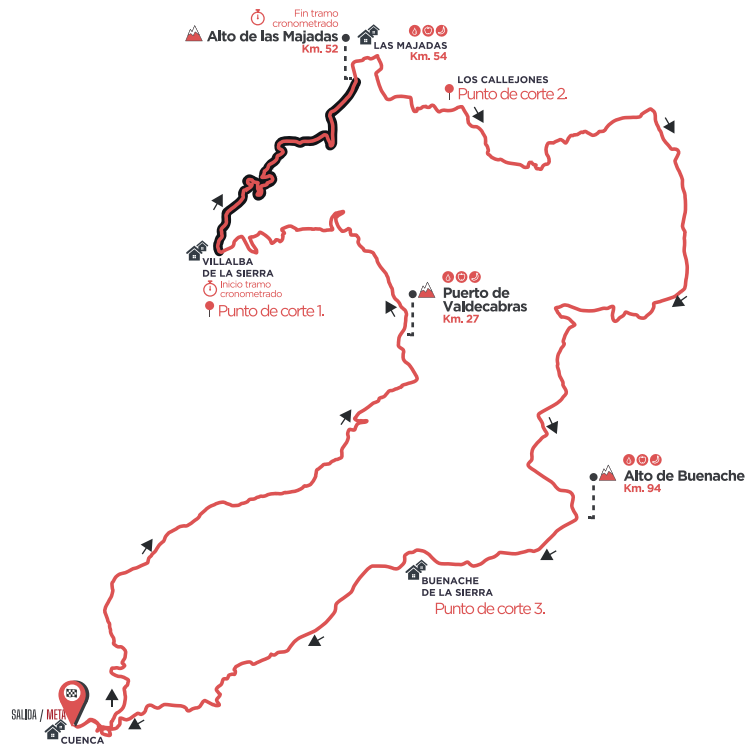 Fin tramo
cronometrado
Alto de las Majadas
Km. 52
LAS MAJADAS
Km. 54
LOS CALLEJONES
Punto de corte 2.
VILLALBA
DE LA SIERRA
Inicio tramo
cronometrado
Punto de corte 1.
Puerto de
Valdecabras
Km. 27
Alto de Buenache
Km. 94
BUENACHE
DE LA SIERRA
Punto de corte 3.
SALIDA / META
CUENCA